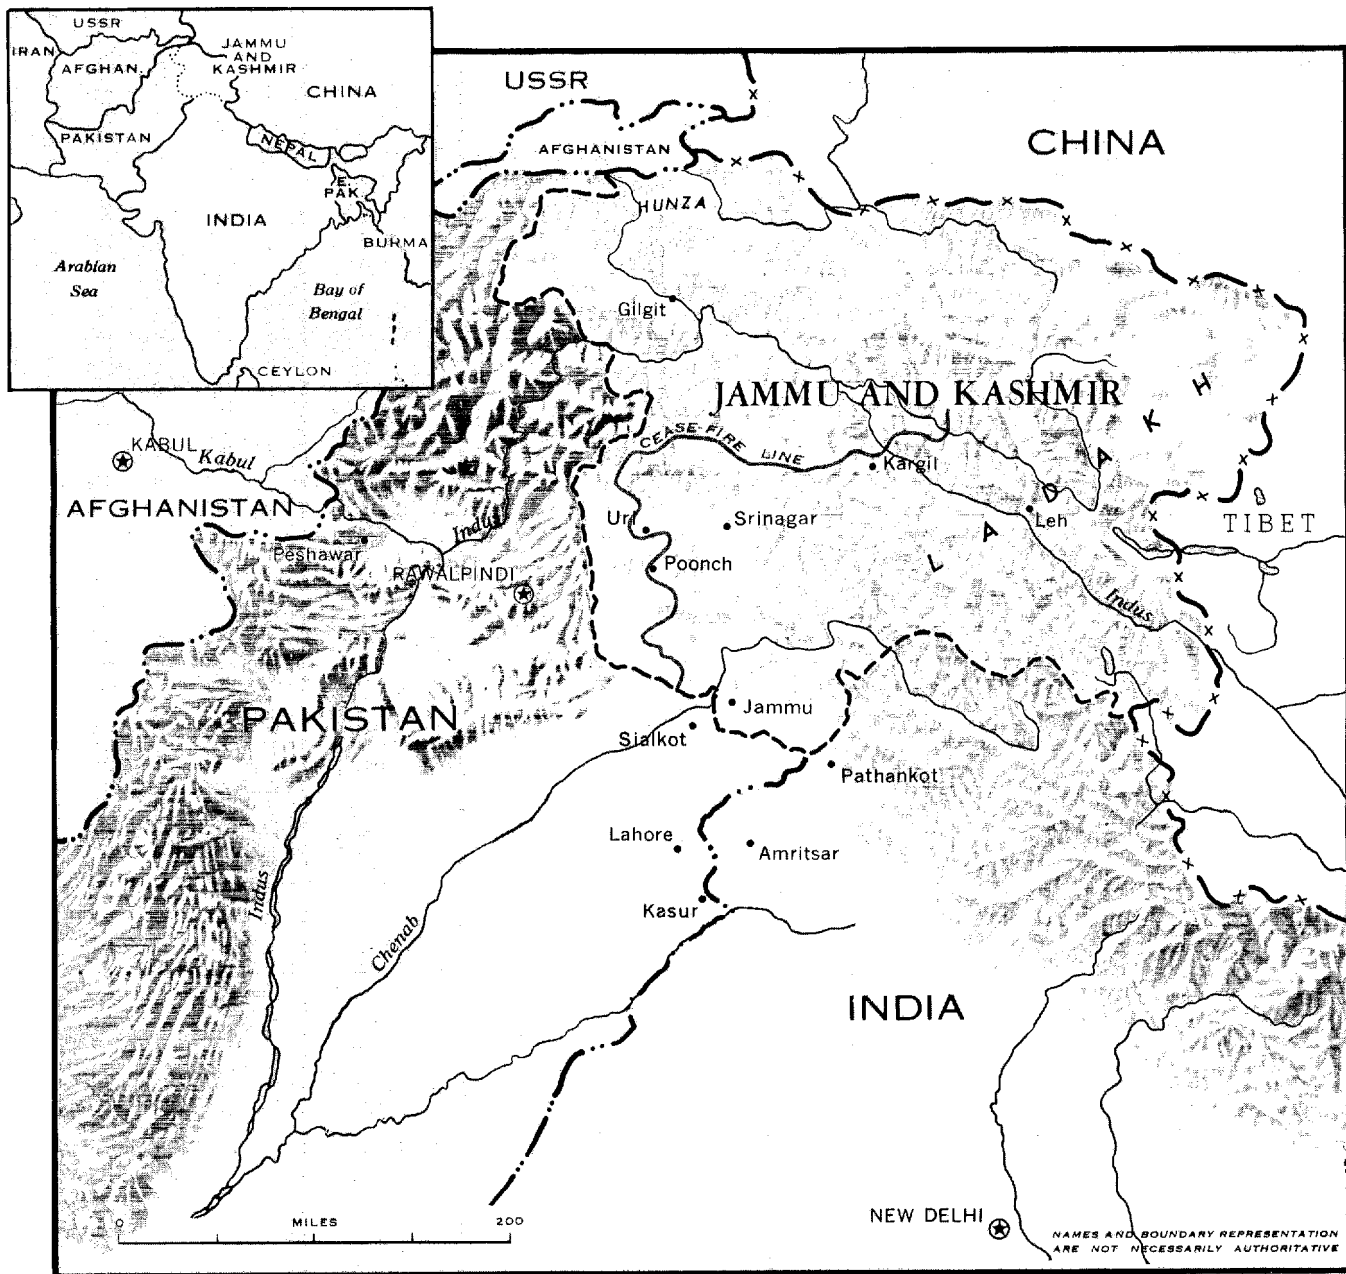 USSR
IRAN
AFGHAN.
JAMMU
AND
KASHMIR
CHINA
PAKISTAN
NEPAL
E.
PAK.
INDIA
BURMA
Arabian
Sea
Bay of
Bengal
CEYLON
USSR
AFGHANISTAN
CHINA
HUNZA
Gilgit
JAMMU AND KASHMIR
CEASE-FIRE LINE
Kargil
LADAKH
KABUL
Kabul
AFGHANISTAN
Indus
Uri
Srinagar
Leh
TIBET
Peshawar
RAWALPINDI
Poonch
Indus
PAKISTAN
Jammu
Sialkot
Pathankot
Lahore
Amritsar
Indus
Kasur
Chenab
INDIA
NEW DELHI
0 MILES 200
NAMES AND BOUNDARY REPRESENTATION
ARE NOT NECESSARILY AUTHORITATIVE